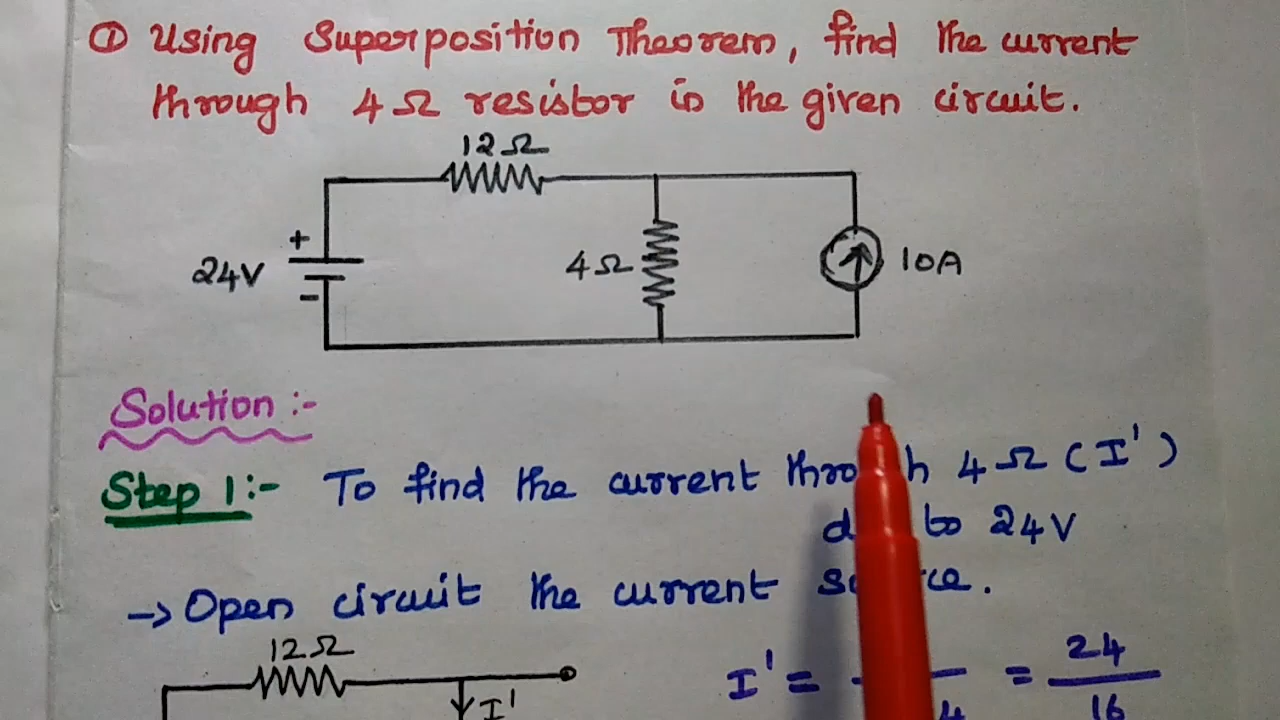 ① Using Superposition Theorem, find the current
through 4Ω resistor in the given circuit.
12Ω
+
24V
-
4Ω
10A
Solution :-
Step 1:- To find the current 4Ω (I')
to 24V
→ Open circuit the current
12Ω
I'
I' = 4 = 24
16